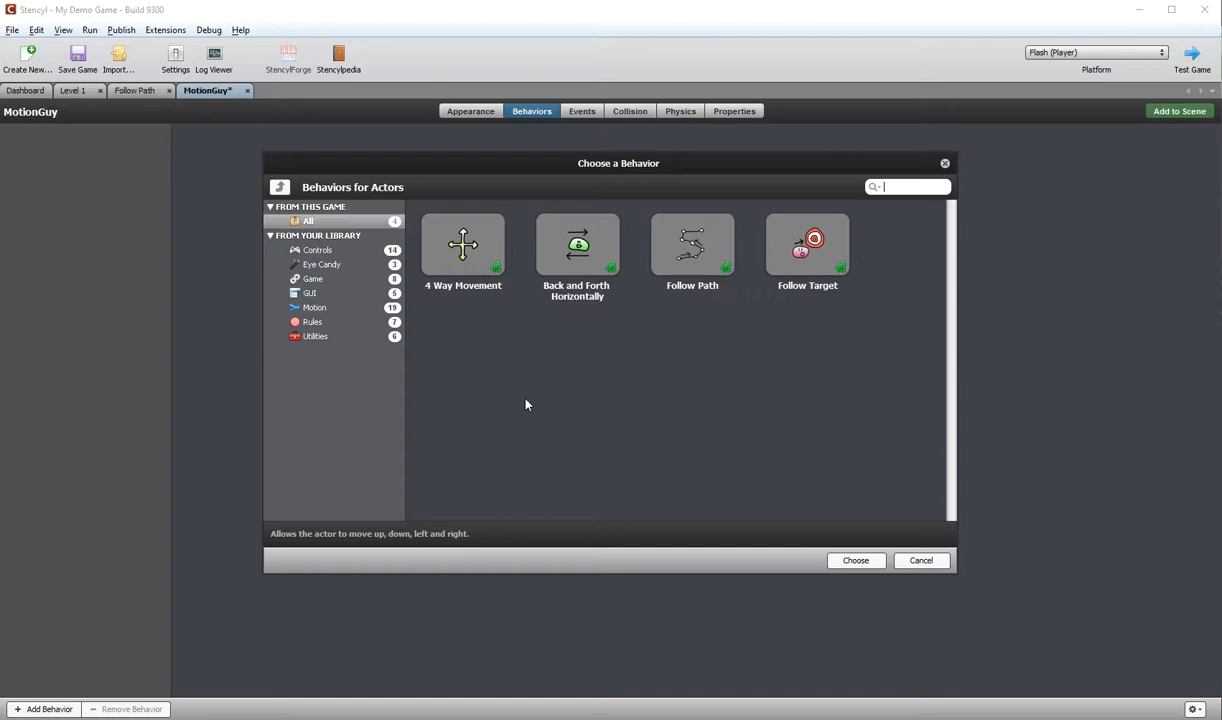 Stencyl - My Demo Game - Build 9300
File Edit View Run Publish Extensions Debug Help
Create New... Save Game Import... Settings Log Viewer StencylForge Stencylpedia
Flash (Player)
Platform
Test Game
Dashboard Level 1 Follow Path MotionGuy*
MotionGuy
Appearance Behaviors Events Collision Physics Properties
Add to Scene
Choose a Behavior
Behaviors for Actors
FROM THIS GAME
All 4
FROM YOUR LIBRARY
Controls 14
Eye Candy 3
Game 8
GUI 5
Motion 19
Rules 7
Utilities 6
4 Way Movement
Back and Forth
Horizontally
Follow Path
Follow Target
Allows the actor to move up, down, left and right.
Choose Cancel
+ Add Behavior − Remove Behavior